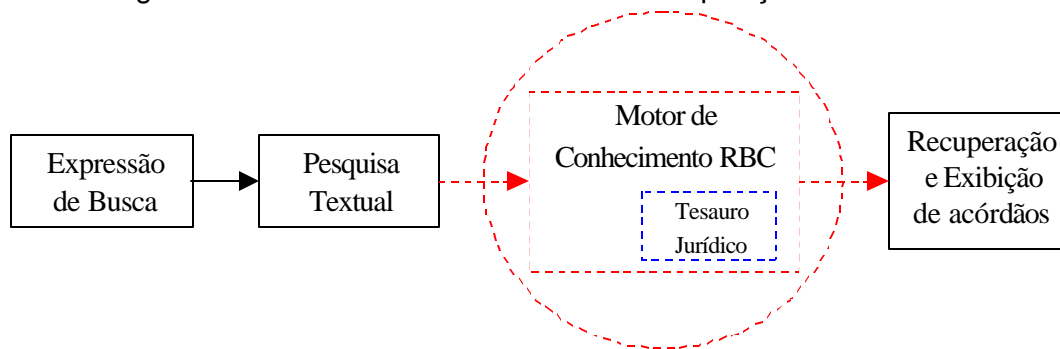 Expressão
de Busca
Pesquisa
Textual
Motor de
Conhecimento RBC
Tesauro
Jurídico
Recuperação
e Exibição
de acórdãos